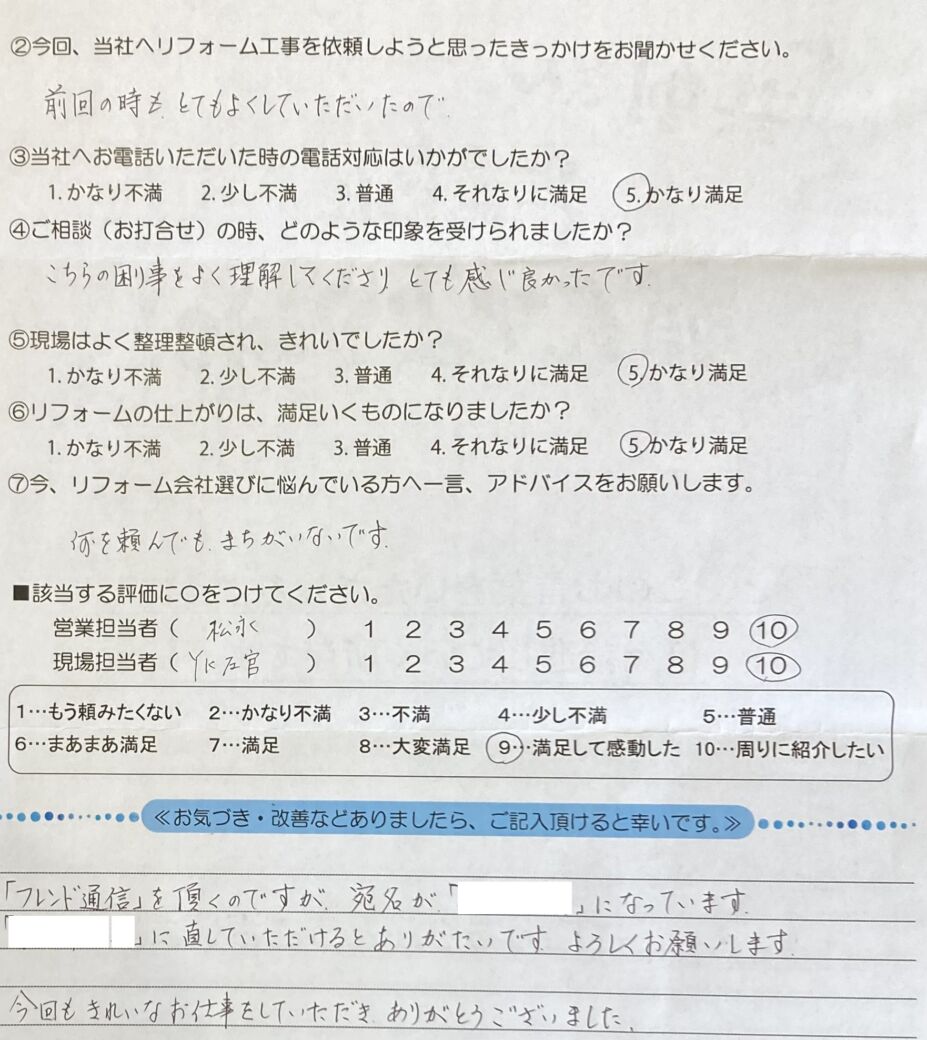 ②今回、当社へリフォーム工事を依頼しようと思ったきっかけをお聞かせください。
前回の時も、とてもよくしていただいたので
③当社へお電話いただいた時の電話対応はいかがでしたか？
1. かなり不満 2. 少し不満 3. 普通 4. それなりに満足 5. かなり満足
④ご相談（お打合せ）の時、どのような印象を受けられましたか？
こちらの困り事をよく理解してくださり とても感じ良かったです.
⑤現場はよく整理整頓され、きれいでしたか？
1. かなり不満 2. 少し不満 3. 普通 4. それなりに満足 5. かなり満足
⑥リフォームの仕上がりは、満足いくものになりましたか？
1. かなり不満 2. 少し不満 3. 普通 4. それなりに満足 5. かなり満足
⑦今、リフォーム会社選びに悩んでいる方へ一言、アドバイスをお願いします。
何を頼んでも、まちがいないです.
■該当する評価に〇をつけてください。
営業担当者（ 松永 ） 1 2 3 4 5 6 7 8 9 10
現場担当者（ 左官 ） 1 2 3 4 5 6 7 8 9 10
1…もう頼みたくない 2…かなり不満 3…不満 4…少し不満 5…普通
6…まあまあ満足 7…満足 8…大変満足 9…満足して感動した 10…周りに紹介したい
≪お気づき・改善などありましたら、ご記入頂けると幸いです。≫
「フレンド通信」を頂くのですが、宛名が「 」になっています.
「 」に直していただけるとありがたいです. よろしくお願いします.
今回もきれいなお仕事をしていただき、ありがとうございました.